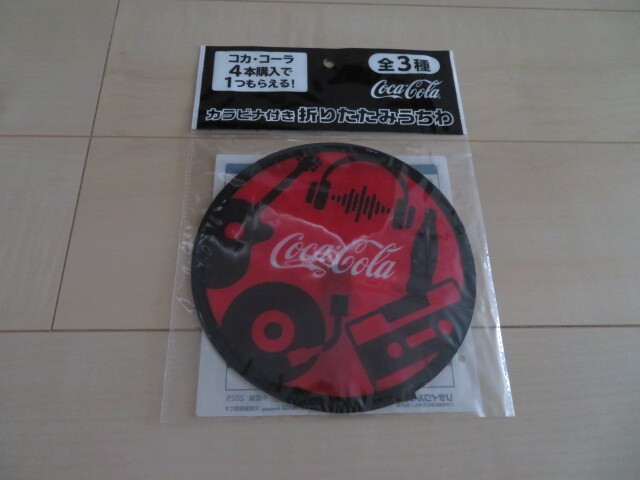 コカ・コーラ
4本購入で
1つもらえる!
全3種
Coca-Cola
カラビナ付き折りたたみうちわ
Coca-Cola